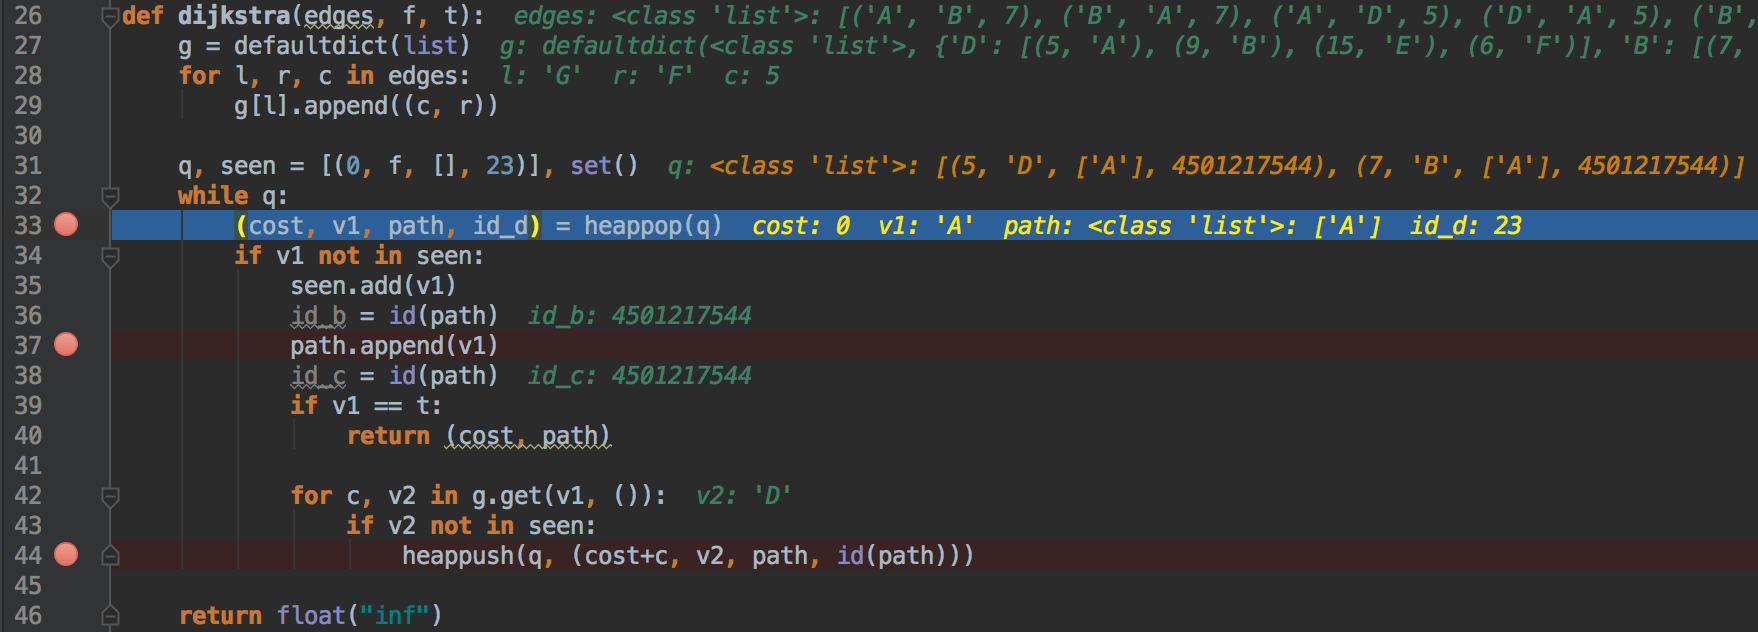 26 def dijkstra(edges, f, t): edges: <class 'list'>: [('A', 'B', 7), ('B', 'A', 7), ('A', 'D', 5), ('D', 'A', 5), ('B',
27 g = defaultdict(list) g: defaultdict(<class 'list'>, {'D': [(5, 'A'), (9, 'B'), (15, 'E'), (6, 'F')], 'B': [(7,
28 for l, r, c in edges: l: 'G' r: 'F' c: 5
29 g[l].append((c, r))
30
31 q, seen = [(0, f, [], 23)], set() q: <class 'list'>: [(5, 'D', ['A'], 4501217544), (7, 'B', ['A'], 4501217544)]
32 while q:
33 (cost, v1, path, id_d) = heappop(q) cost: 0 v1: 'A' path: <class 'list'>: ['A'] id_d: 23
34 if v1 not in seen:
35 seen.add(v1)
36 id_b = id(path) id_b: 4501217544
37 path.append(v1)
38 id_c = id(path) id_c: 4501217544
39 if v1 == t:
40 return (cost, path)
41
42 for c, v2 in g.get(v1, ()): v2: 'D'
43 if v2 not in seen:
44 heappush(q, (cost+c, v2, path, id(path)))
45
46 return float("inf")